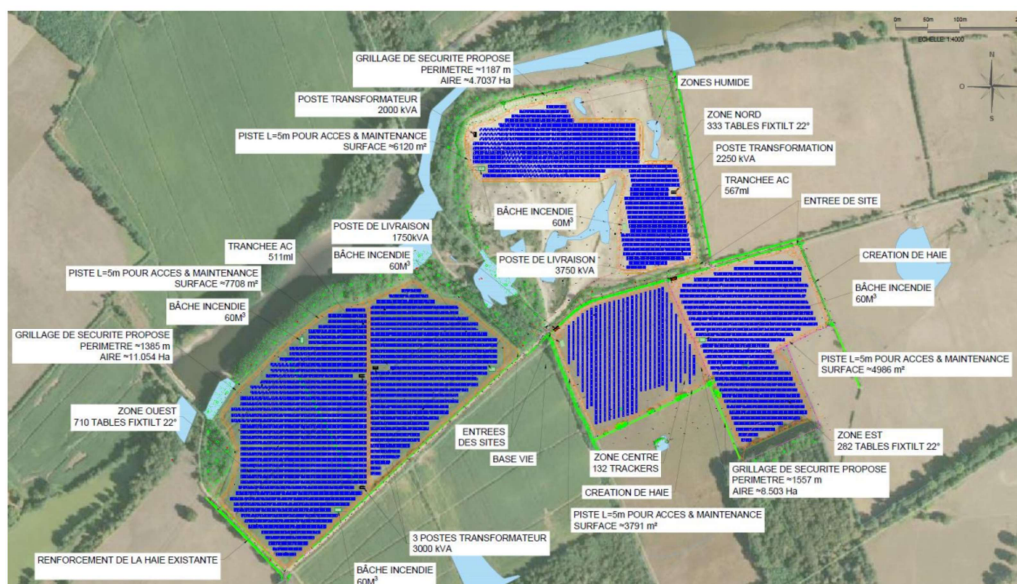 0m 50m 100m
ECHELLE 1:4000
N
O
E
S
GRILLAGE DE SECURITE PROPOSE
PERIMETRE ≈1187 m
AIRE ≈4.7037 Ha
ZONES HUMIDE
POSTE TRANSFORMATEUR
2000 kVA
ZONE NORD
333 TABLES FIXTILT 22°
PISTE L=5m POUR ACCES & MAINTENANCE
SURFACE ≈6120 m²
POSTE TRANSFORMATION
2250 kVA
TRANCHEE AC
567ml
ENTREE DE SITE
BÂCHE INCENDIE
60M³
POSTE DE LIVRAISON
1750kVA
TRANCHEE AC
511ml
BÂCHE INCENDIE
60M³
POSTE DE LIVRAISON
3750 kVA
CREATION DE HAIE
PISTE L=5m POUR ACCES & MAINTENANCE
SURFACE ≈7708 m²
BÂCHE INCENDIE
60M³
BÂCHE INCENDIE
60M³
GRILLAGE DE SECURITE PROPOSE
PERIMETRE ≈1385 m
AIRE ≈11.054 Ha
PISTE L=5m POUR ACCES & MAINTENANCE
SURFACE ≈4986 m²
ZONE OUEST
710 TABLES FIXTILT 22°
ENTREES
DES SITES
BASE VIE
ZONE EST
282 TABLES FIXTILT 22°
ZONE CENTRE
132 TRACKERS
GRILLAGE DE SECURITE PROPOSE
PERIMETRE ≈1557 m
AIRE ≈8.503 Ha
CREATION DE HAIE
PISTE L=5m POUR ACCES & MAINTENANCE
SURFACE ≈3791 m²
3 POSTES TRANSFORMATEUR
3000 kVA
RENFORCEMENT DE LA HAIE EXISTANTE
BÂCHE INCENDIE
60M³